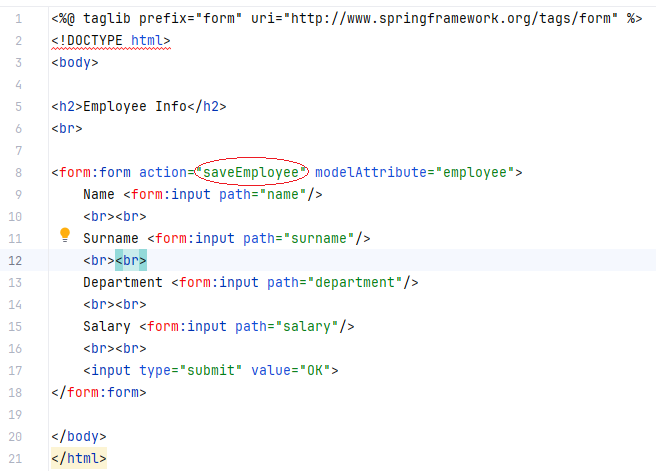 1 <%@ taglib prefix="form" uri="http://www.springframework.org/tags/form" %>
2 <!DOCTYPE html>
3 <body>
4
5 <h2>Employee Info</h2>
6 <br>
7
8 <form:form action="saveEmployee" modelAttribute="employee">
9     Name <form:input path="name"/>
10     <br><br>
11     Surname <form:input path="surname"/>
12     <br><br>
13     Department <form:input path="department"/>
14     <br><br>
15     Salary <form:input path="salary"/>
16     <br><br>
17     <input type="submit" value="OK">
18 </form:form>
19
20 </body>
21 </html>